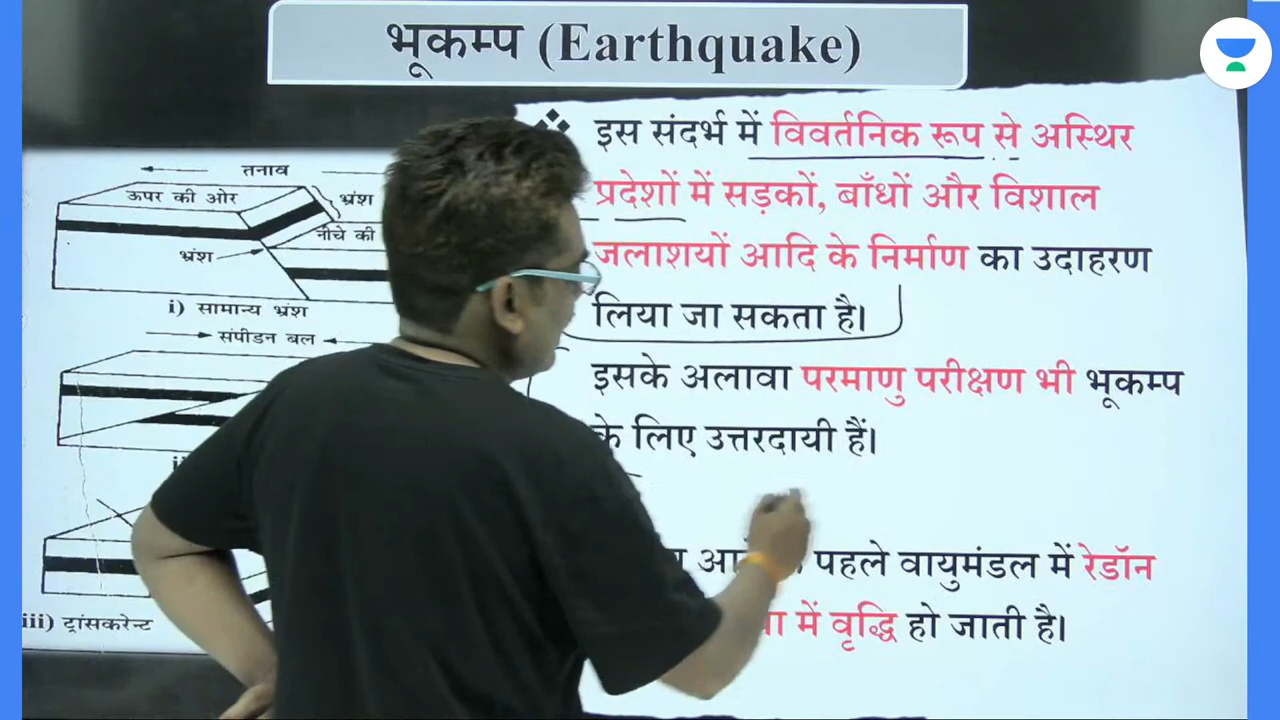 भूकम्प (Earthquake)
इस संदर्भ में विवर्तनिक रूप से अस्थिर
प्रदेशों में सड़कों, बाँधों और विशाल
जलाशयों आदि के निर्माण का उदाहरण
लिया जा सकता है।
इसके अलावा परमाणु परीक्षण भी भूकम्प
के लिए उत्तरदायी हैं।
पहले वायुमंडल में रेडॉन
में वृद्धि हो जाती है।
तनाव
ऊपर की ओर
भ्रंश
नीचे की
भ्रंश
i) सामान्य भ्रंश
संपीडन बल
iii) ट्रांसकरेन्ट